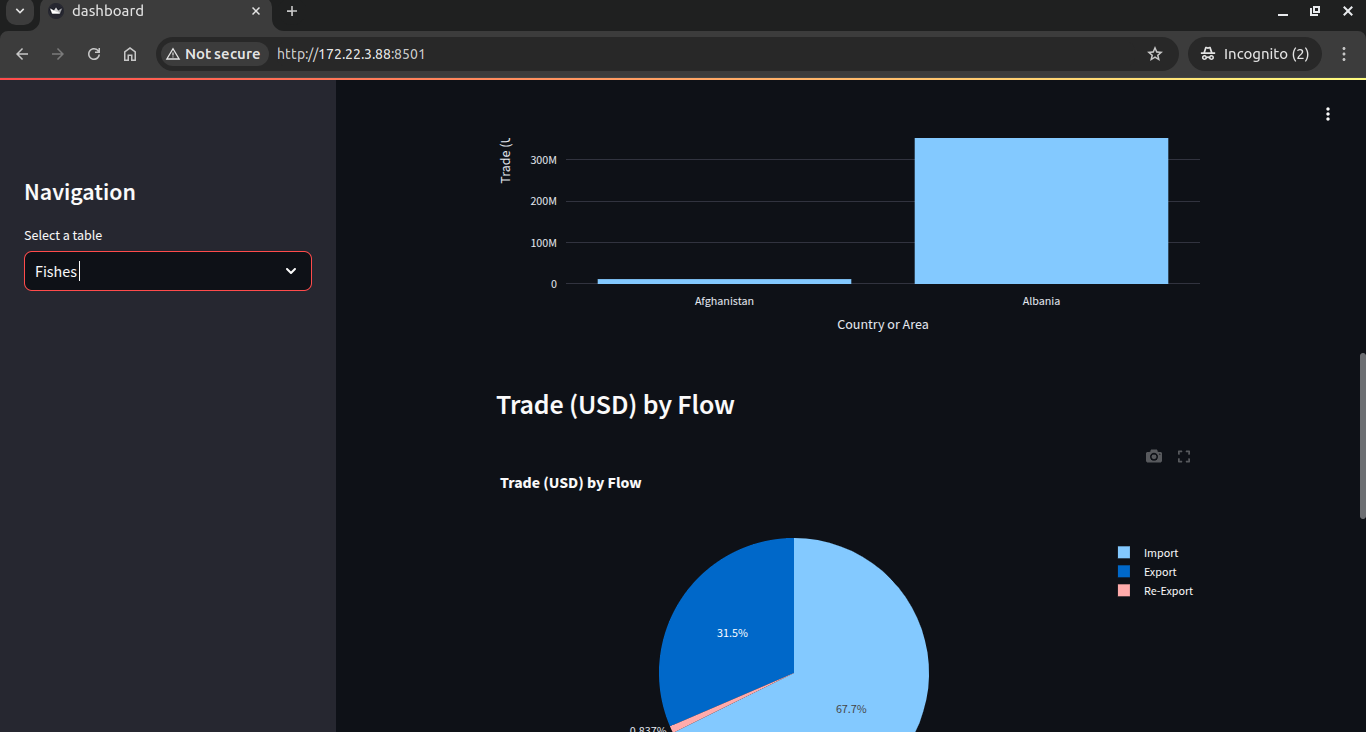 dashboard
Not secure http://172.22.3.88:8501
Incognito (2)
Navigation
Select a table
Fishes
Trade (U
300M
200M
100M
0
Afghanistan Albania
Country or Area
Trade (USD) by Flow
Trade (USD) by Flow
Import
Export
Re-Export
31.5%
67.7%
0.837%